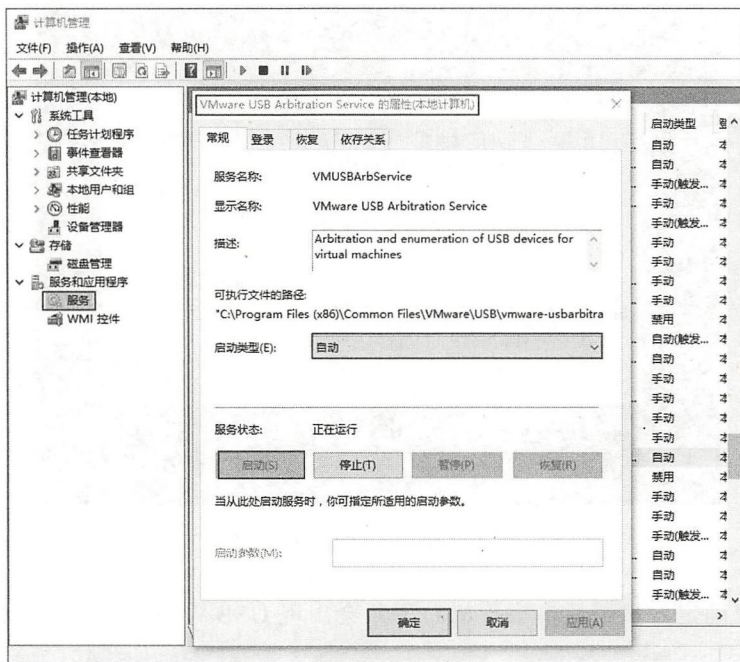 计算机管理
文件(F) 操作(A) 查看(V) 帮助(H)
计算机管理(本地)
系统工具
任务计划程序
事件查看器
共享文件夹
本地用户和组
性能
设备管理器
存储
磁盘管理
服务和应用程序
服务
WMI 控件
VMware USB Arbitration Service 的属性(本地计算机)
常规 登录 恢复 依存关系
服务名称: VMUSBArbService
显示名称: VMware USB Arbitration Service
描述: Arbitration and enumeration of USB devices for
virtual machines
可执行文件的路径:
"C:\Program Files (x86)\Common Files\VMware\USB\vmware-usbarbitra
启动类型(E): 自动
服务状态: 正在运行
启动(S) 停止(T) 暂停(P) 恢复(R)
当从此处启动服务时，你可指定所适用的启动参数。
启动参数(M):
确定 取消 应用(A)
启动类型
自动
自动
手动(触发...
手动
手动(触发...
手动
手动
手动
手动
禁用
自动(触发...
自动
手动
手动
手动
手动
自动
禁用
手动
手动
手动(触发...
自动
自动
手动(触发...